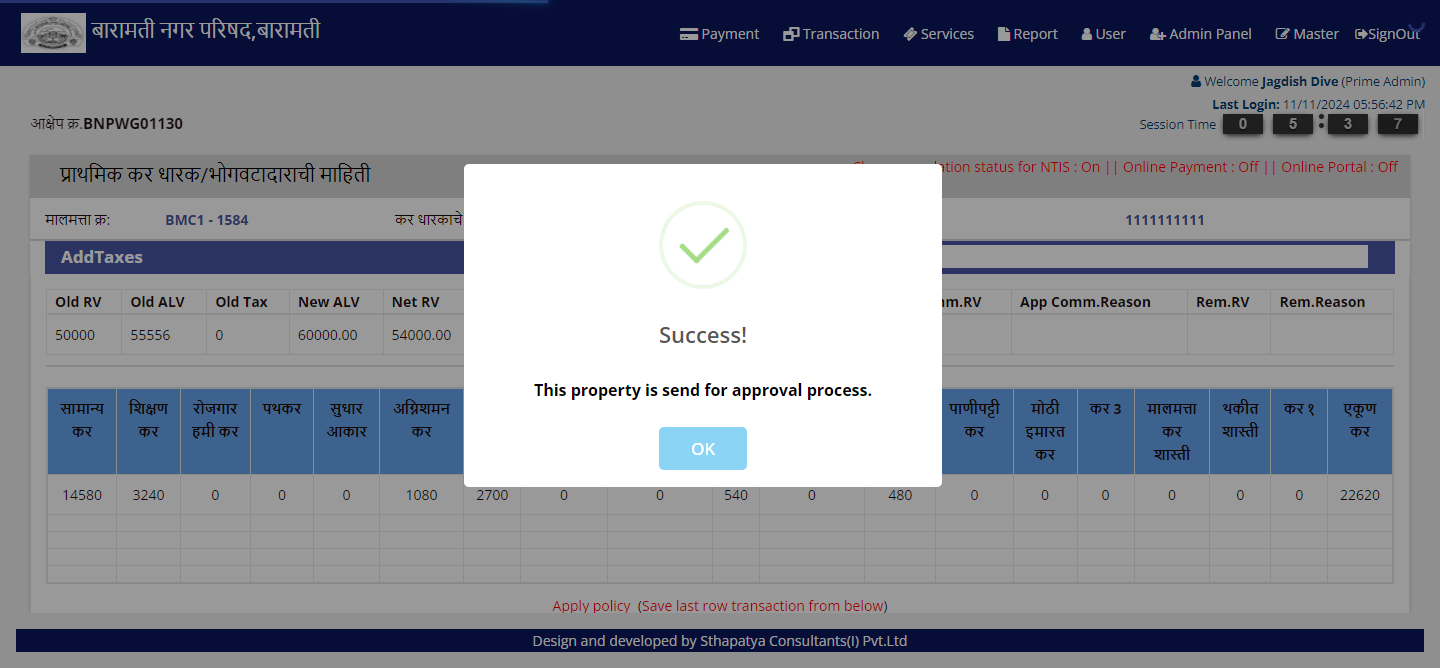 बारामती नगर परिषद,बारामती
Payment Transaction Services Report User Admin Panel Master SignOut
Welcome Jagdish Dive (Prime Admin)
Last Login: 11/11/2024 05:56:42 PM
आक्षेप क्र.BNPWG01130
Session Time 0 5 : 3 7
प्राथमिक कर धारक/भोगवटादाराची माहिती
status for NTIS : On || Online Payment : Off || Online Portal : Off
मालमत्ता क्र: BMC1 - 1584 कर धारकाचे 1111111111
AddTaxes
Old RV Old ALV Old Tax New ALV Net RV App Comm.Reason Rem.RV Rem.Reason
50000 55556 0 60000.00 54000.00
Success!
This property is send for approval process.
OK
सामान्य कर शिक्षण कर रोजगार हमी कर पथकर सुधार आकार अग्निशमन कर पाणीपट्टी कर मोठी इमारत कर कर 3 मालमत्ता कर शास्ती थकीत शास्ती कर १ एकूण कर
14580 3240 0 0 0 1080 2700 0 0 540 0 480 0 0 0 0 0 0 22620
Apply policy (Save last row transaction from below)
Design and developed by Sthapatya Consultants(I) Pvt.Ltd